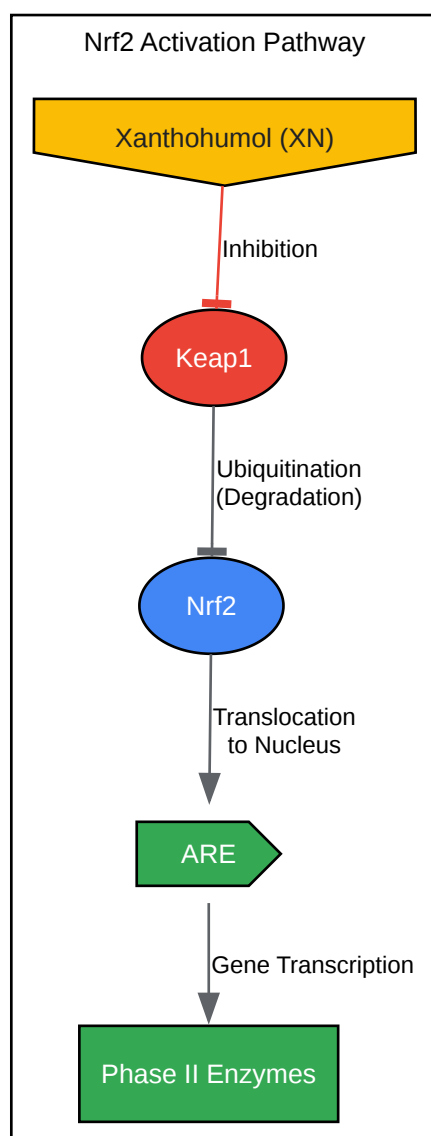 Nrf2 Activation Pathway
Xanthohumol (XN)
Inhibition
Keap1
Ubiquitination
(Degradation)
Nrf2
Translocation
to Nucleus
ARE
Gene Transcription
Phase II Enzymes